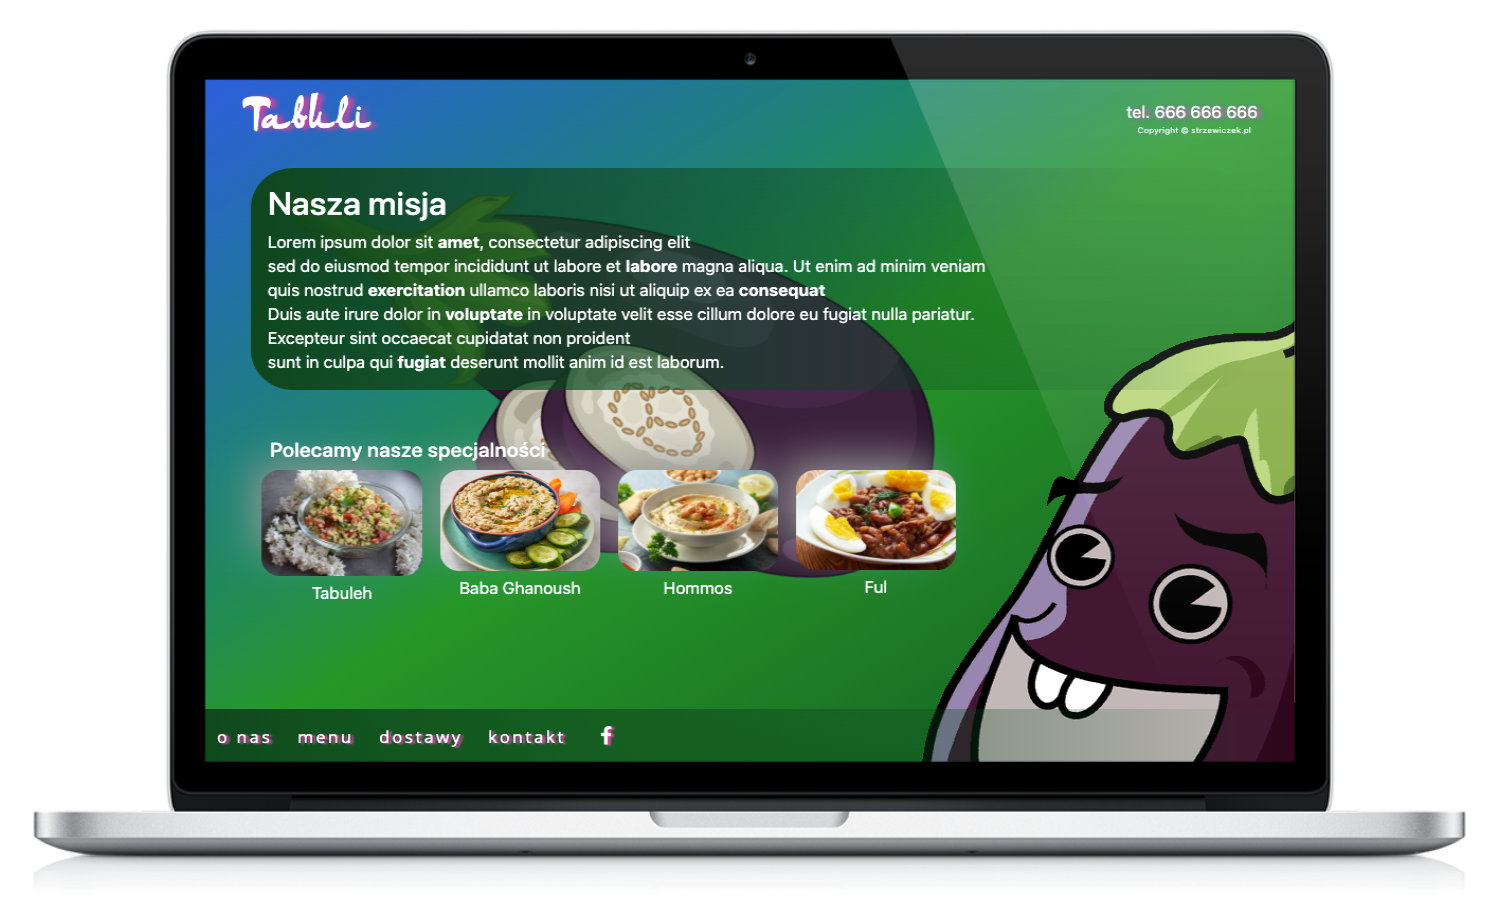 Tabkli
tel. 666 666 666
Copyright © strzewiczek.pl
Nasza misja
Lorem ipsum dolor sit amet, consectetur adipiscing elit
sed do eiusmod tempor incididunt ut labore et labore magna aliqua. Ut enim ad minim veniam
quis nostrud exercitation ullamco laboris nisi ut aliquip ex ea consequat
Duis aute irure dolor in voluptate in voluptate velit esse cillum dolore eu fugiat nulla pariatur.
Excepteur sint occaecat cupidatat non proident
sunt in culpa qui fugiat deserunt mollit anim id est laborum.
Polecamy nasze specjalności
Tabuleh
Baba Ghanoush
Hommos
Ful
o nas menu dostawy kontakt f